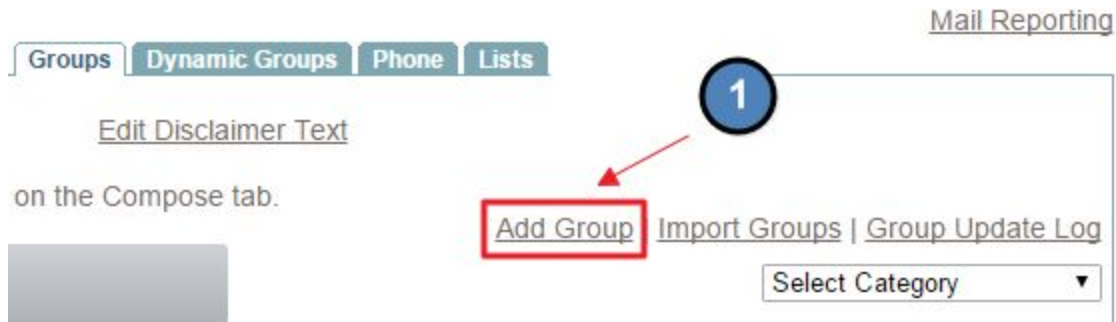 Mail Reporting
Groups Dynamic Groups Phone Lists
1
Edit Disclaimer Text
on the Compose tab.
Add Group | Import Groups | Group Update Log
Select Category